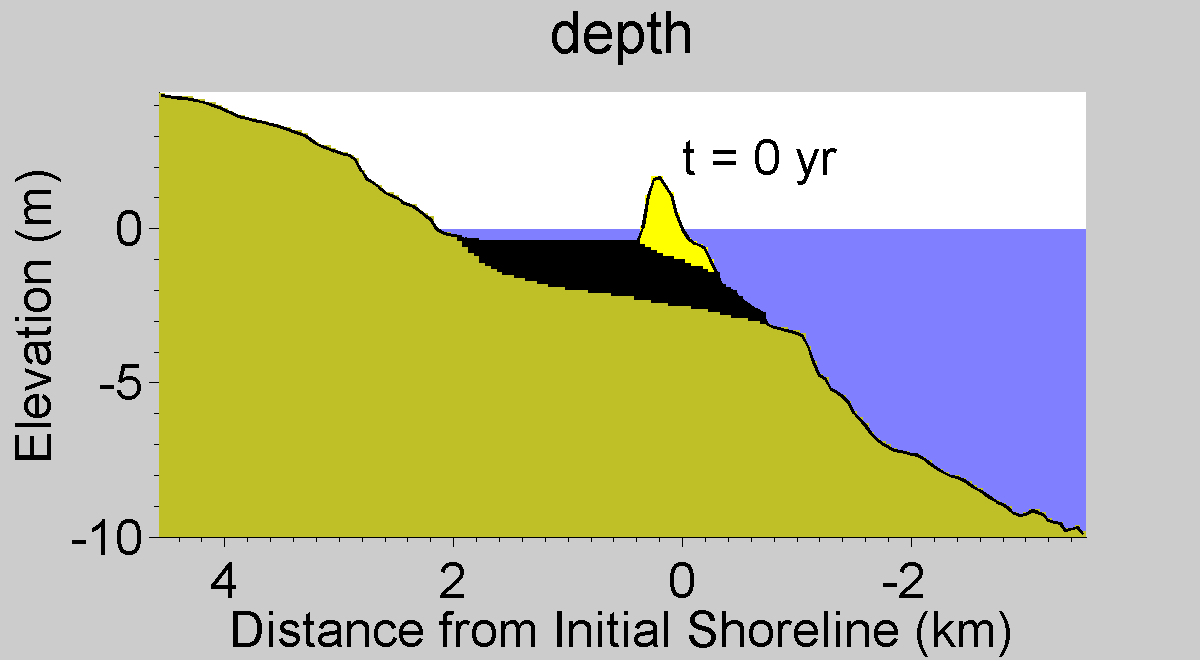 depth
t = 0 yr
Elevation (m)
0
-5
-10
4 2 0 -2
Distance from Initial Shoreline (km)